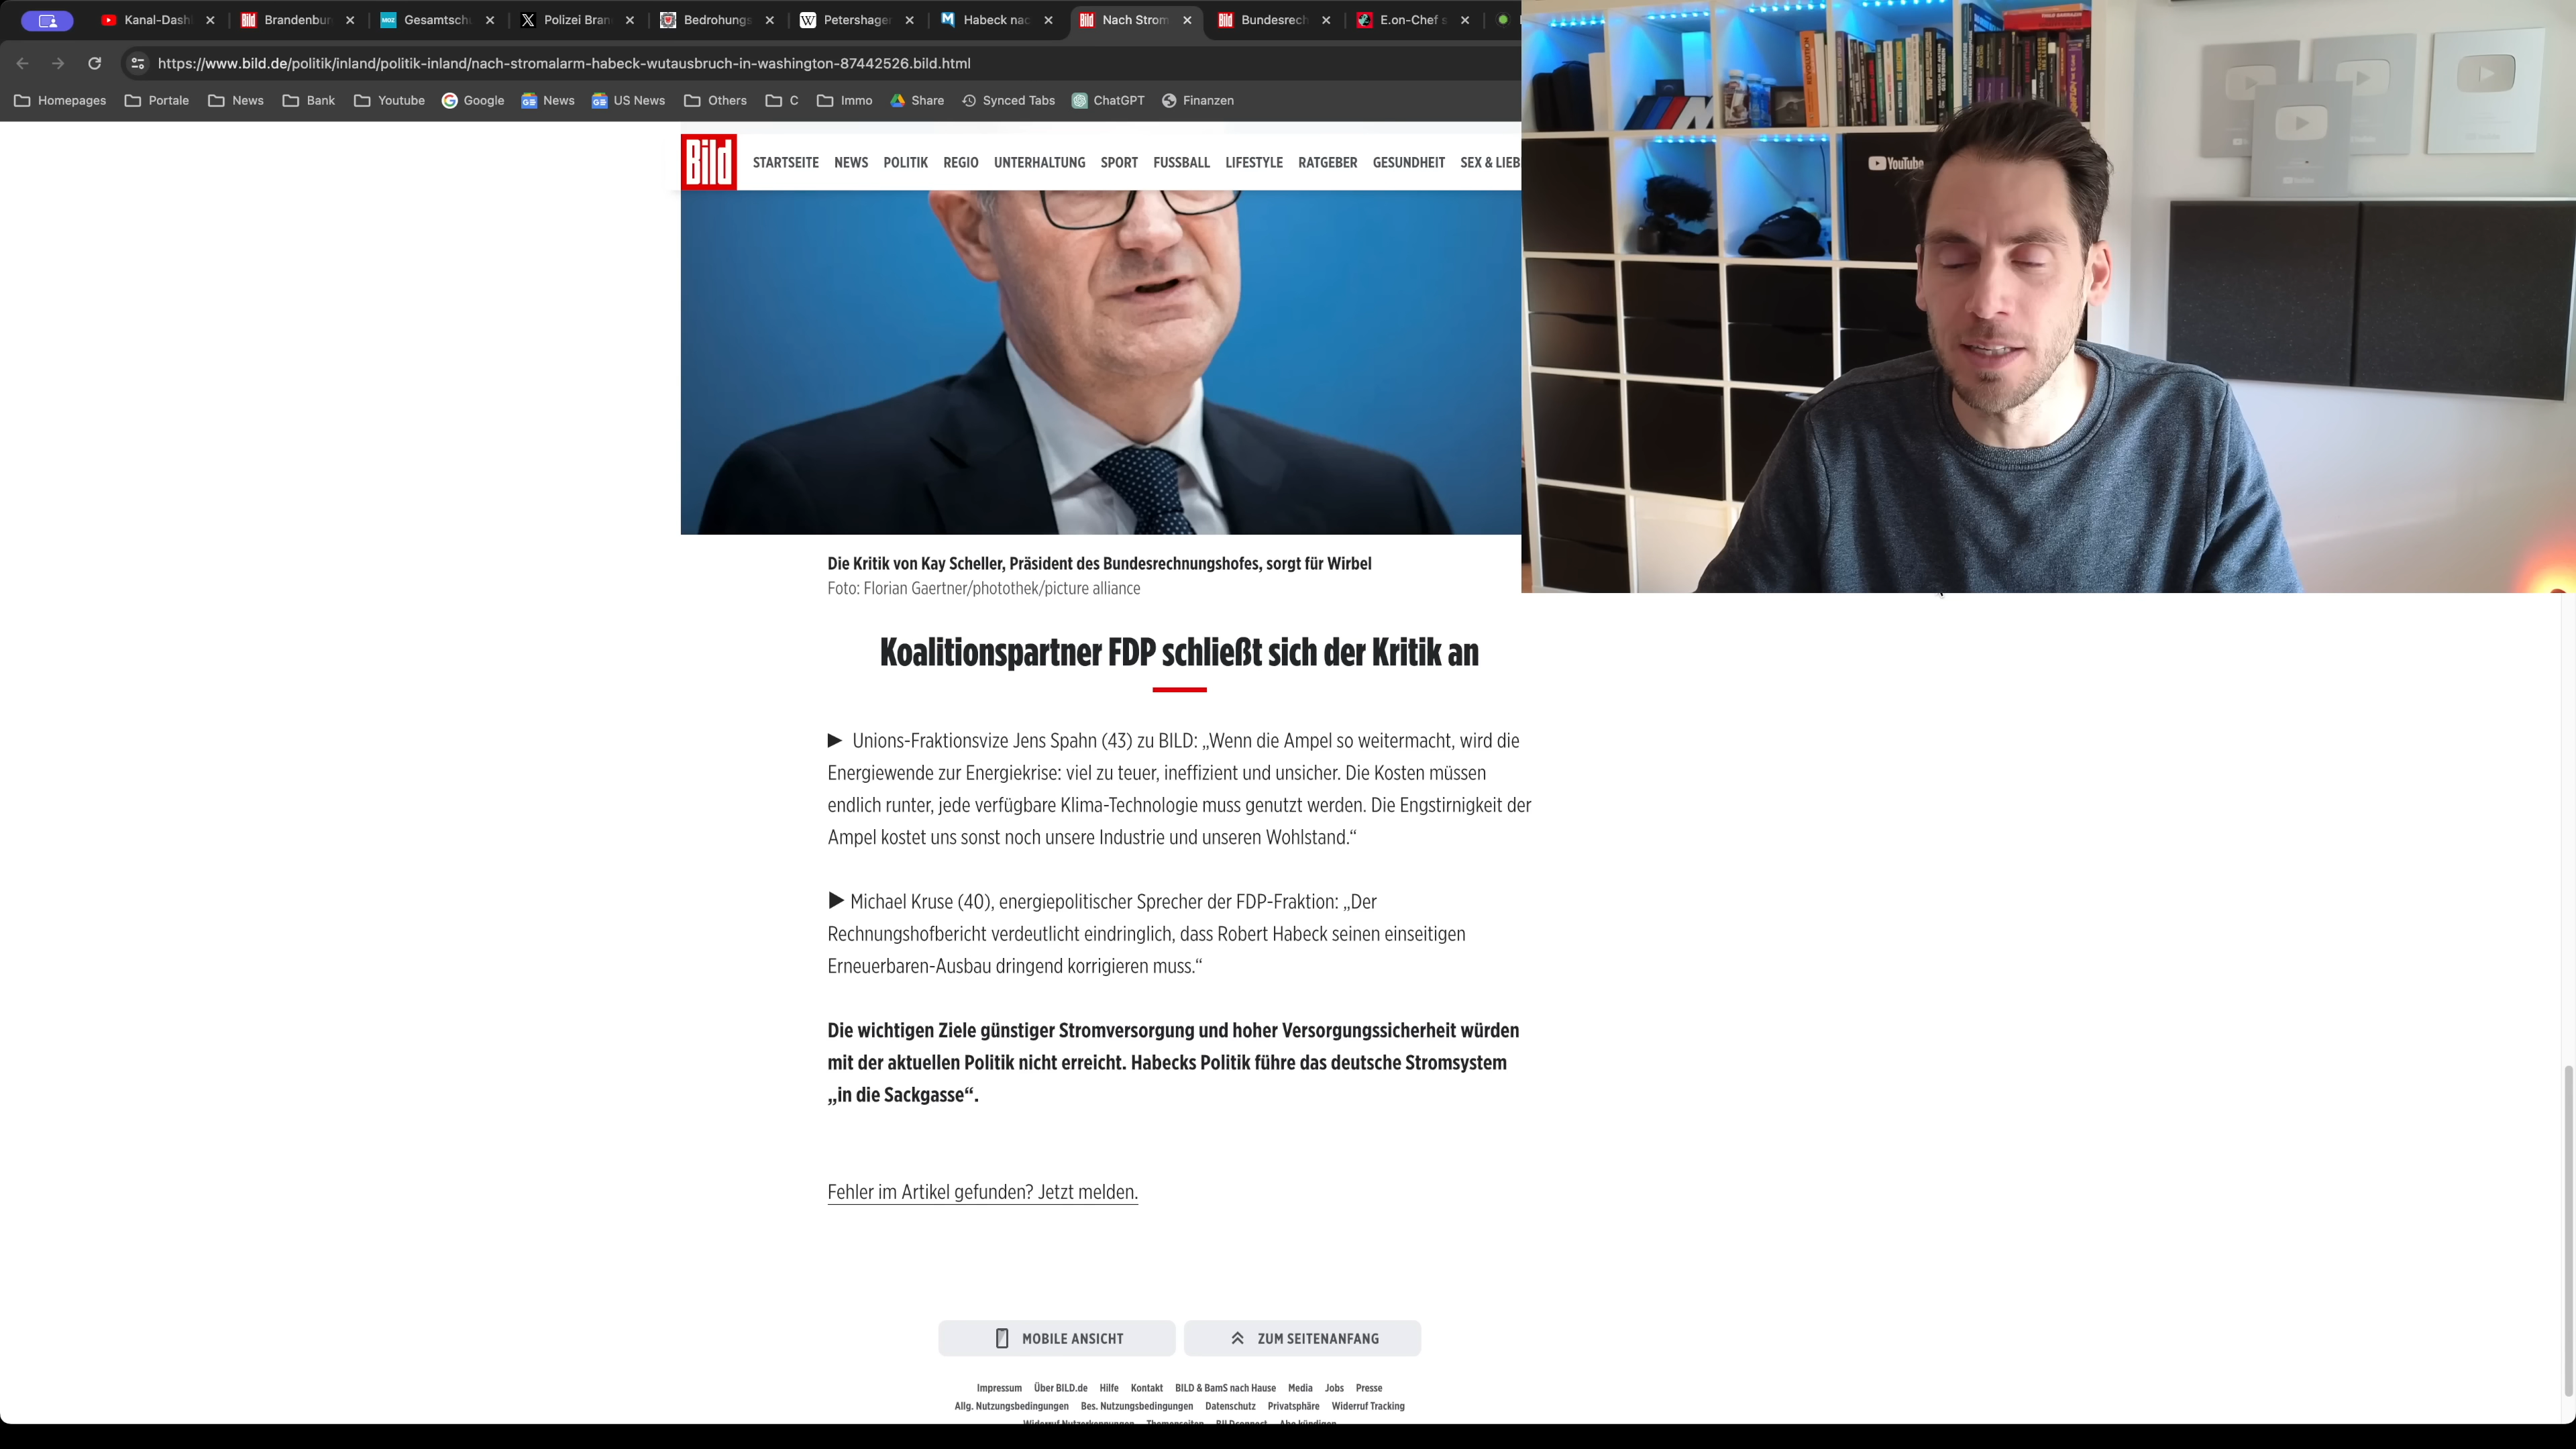 Kanal-Dash
Brandenbur
Gesamtschu
Polizei Bran
Bedrohungs
Petershager
Habeck nac
Nach Strom
Bundesrech
E.on-Chef s
https://www.bild.de/politik/inland/politik-inland/nach-stromalarm-habeck-wutausbruch-in-washington-87442526.bild.html
Homepages Portale News Bank Youtube Google News US News Others C Immo Share Synced Tabs ChatGPT Finanzen
Bild
STARTSEITE NEWS POLITIK REGIO UNTERHALTUNG SPORT FUSSBALL LIFESTYLE RATGEBER GESUNDHEIT SEX & LIEB
YouTube
Die Kritik von Kay Scheller, Präsident des Bundesrechnungshofes, sorgt für Wirbel
Foto: Florian Gaertner/photothek/picture alliance
Koalitionspartner FDP schließt sich der Kritik an
▶ Unions-Fraktionsvize Jens Spahn (43) zu BILD: „Wenn die Ampel so weitermacht, wird die
Energiewende zur Energiekrise: viel zu teuer, ineffizient und unsicher. Die Kosten müssen
endlich runter, jede verfügbare Klima-Technologie muss genutzt werden. Die Engstirnigkeit der
Ampel kostet uns sonst noch unsere Industrie und unseren Wohlstand.“
▶ Michael Kruse (40), energiepolitischer Sprecher der FDP-Fraktion: „Der
Rechnungshofbericht verdeutlicht eindringlich, dass Robert Habeck seinen einseitigen
Erneuerbaren-Ausbau dringend korrigieren muss.“
Die wichtigen Ziele günstiger Stromversorgung und hoher Versorgungssicherheit würden
mit der aktuellen Politik nicht erreicht. Habecks Politik führe das deutsche Stromsystem
„in die Sackgasse“.
Fehler im Artikel gefunden? Jetzt melden.
MOBILE ANSICHT
ZUM SEITENANFANG
Impressum Über BILD.de Hilfe Kontakt BILD & BamS nach Hause Media Jobs Presse
Allg. Nutzungsbedingungen Bes. Nutzungsbedingungen Datenschutz Privatsphäre Widerruf Tracking
Widerruf Nutzerkennungen Themenseiten BILDconnect Abo kündigen